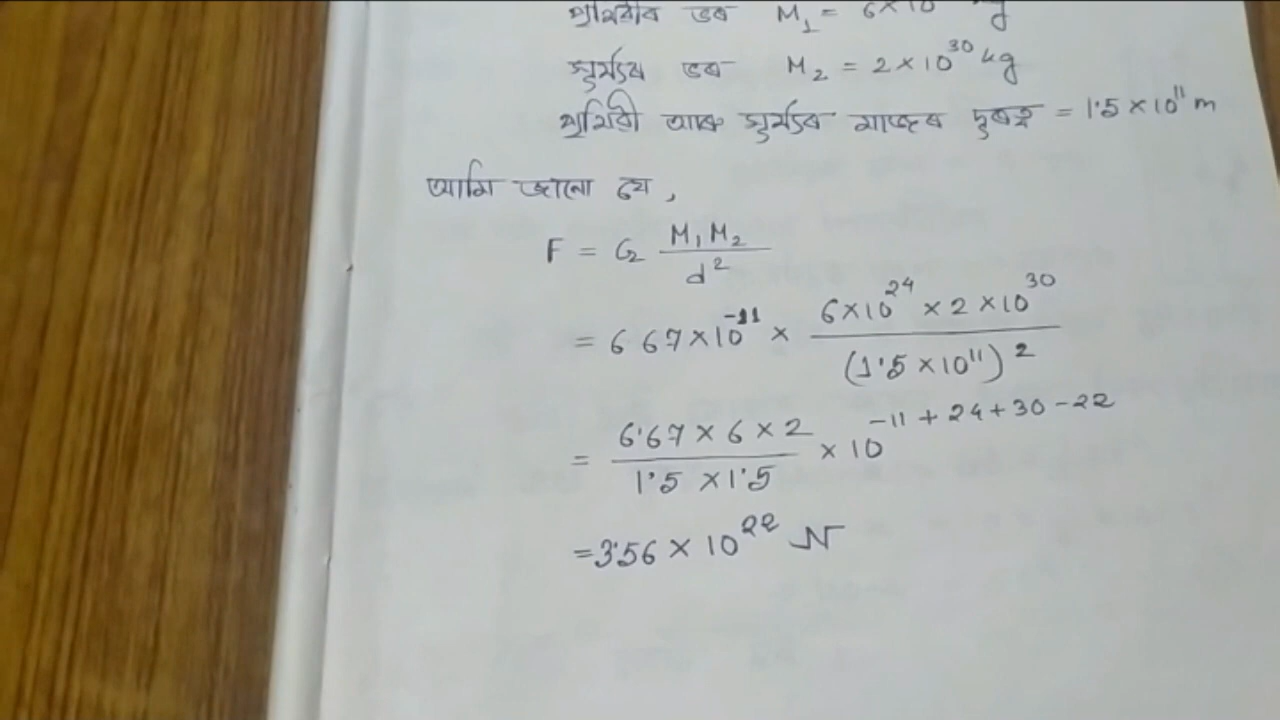 পৃথিৱীৰ ভৰ M₁ = 6×10 kg
সূৰ্যৰ ভৰ M₂ = 2×10³⁰ kg
পৃথিৱী আৰু সূৰ্যৰ মাজৰ দূৰত্ব = 1.5×10¹¹ m
আমি জানো যে,
F = G M₁M₂ / d²
= 6 67×10⁻¹¹ × 6×10²⁴ × 2×10³⁰ / (1.5×10¹¹)²
= 6.67×6×2 / 1.5×1.5 × 10⁻¹¹⁺²⁴⁺³⁰⁻²²
= 3.56 × 10²² N